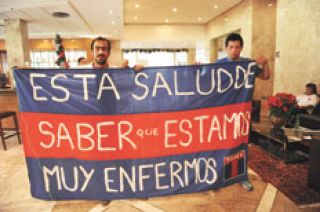 ESTA SALUDDE
SABER QUE ESTAMOS
MUY ENFERMOS